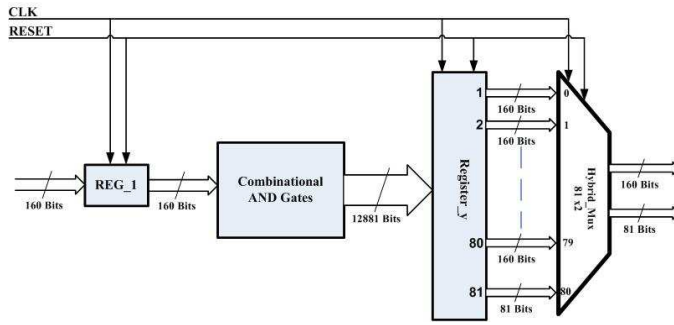 CLK
RESET
REG_1
160 Bits
160 Bits
Combinational
AND Gates
12881 Bits
Register_y
1
2
80
81
160 Bits
160 Bits
160 Bits
81 Bits
0
1
79
80
Hybrid_Mux
81 x2
160 Bits
81 Bits